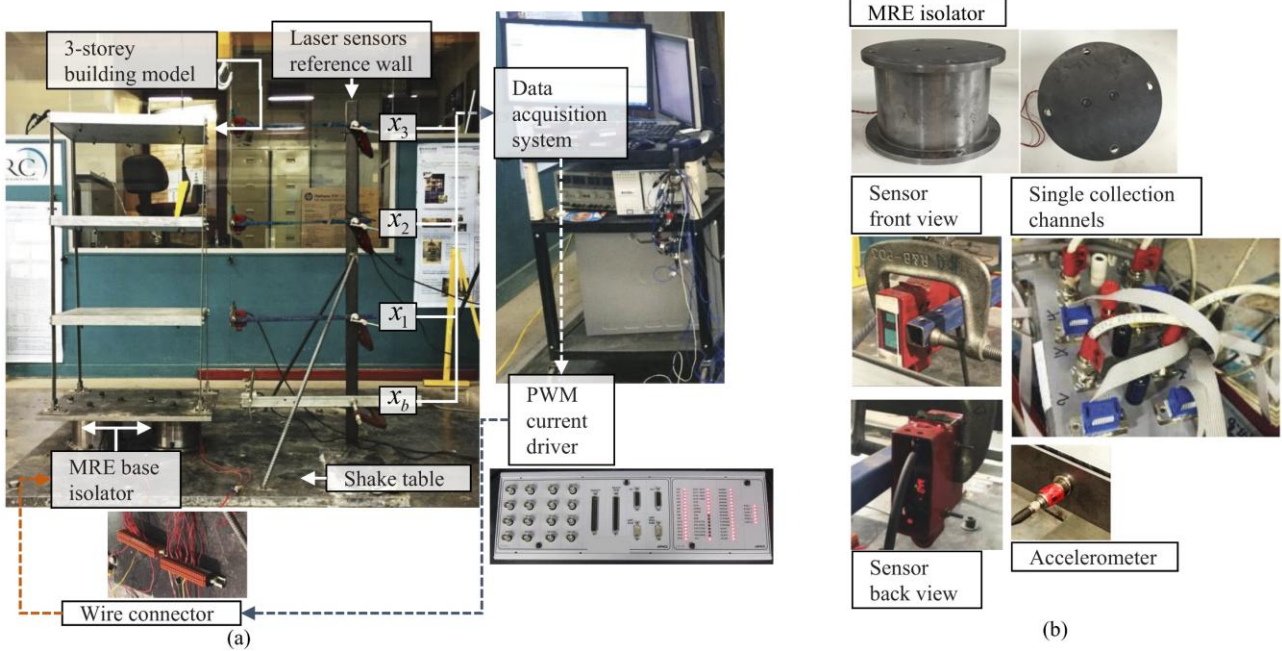 3-storey
building model
Laser sensors
reference wall
RC
x3
x2
x1
xb
Data
acquisition
system
PWM
current
driver
MRE base
isolator
Shake table
Wire connector
(a)
MRE isolator
Sensor
front view
Single collection
channels
Sensor
back view
Accelerometer
(b)